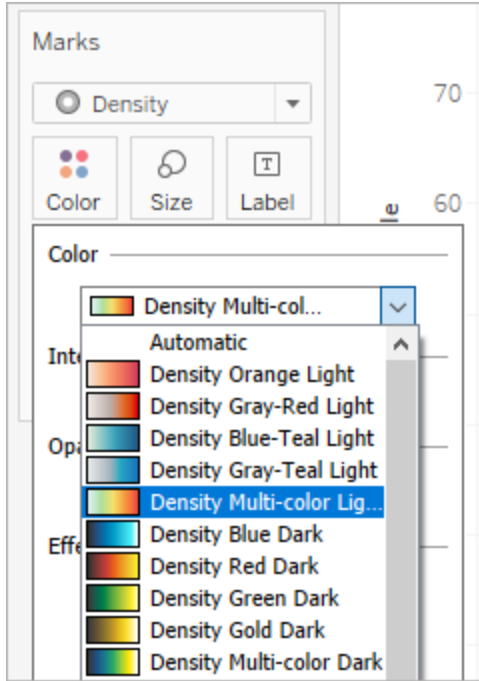 Marks
Density
70
Color Size Label
60
le
Color
Density Multi-col...
Automatic
Inte
Density Orange Light
Density Gray-Red Light
Opa
Density Blue-Teal Light
Density Gray-Teal Light
Density Multi-color Lig...
Effe
Density Blue Dark
Density Red Dark
Density Green Dark
Density Gold Dark
Density Multi-color Dark